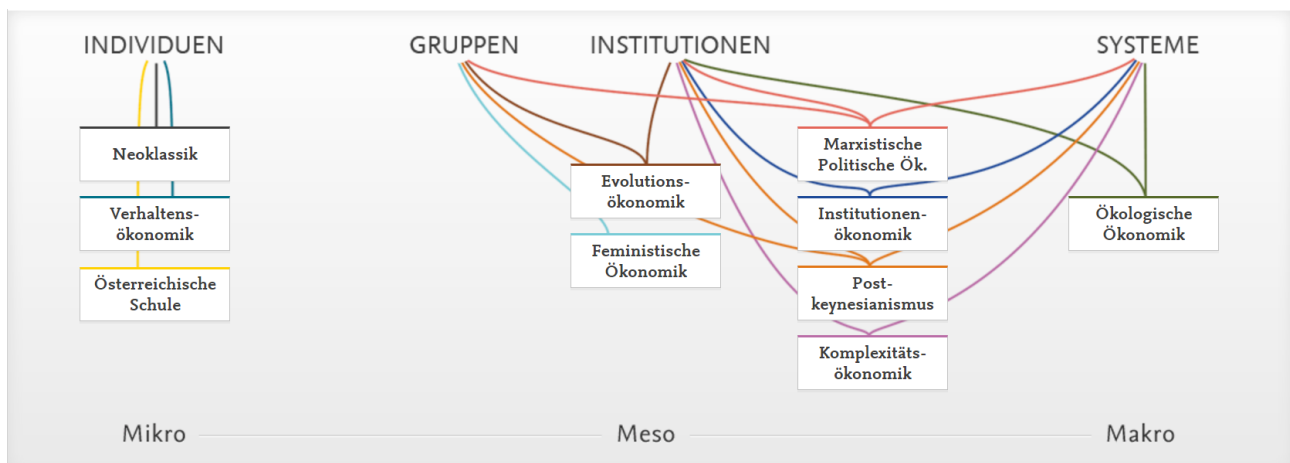 INDIVIDUEN
GRUPPEN
INSTITUTIONEN
SYSTEME
Neoklassik
Verhaltens-
ökonomik
Österreichische
Schule
Evolutions-
ökonomik
Feministische
Ökonomik
Marxistische
Politische Ök.
Institutionen-
ökonomik
Post-
keynesianismus
Komplexitäts-
ökonomik
Ökologische
Ökonomik
Mikro
Meso
Makro